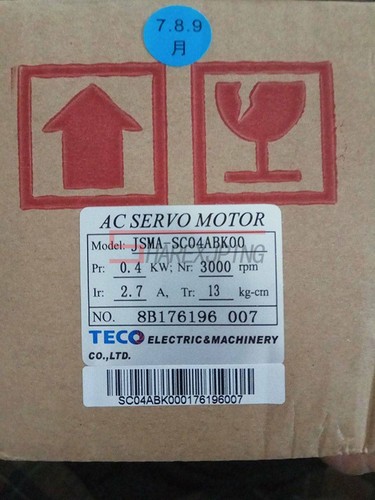 7.8.9
月
AC SERVO MOTOR
Model: JSMA-SC04ABK00
SHAREXJPTNG
Pr: 0.4 KW; Nr: 3000 rpm
Ir: 2.7 A, Tr: 13 kg-cm
NO. 8B176196 007
TECO ELECTRIC&MACHINERY
CO.,LTD.
SC04ABK000176196007